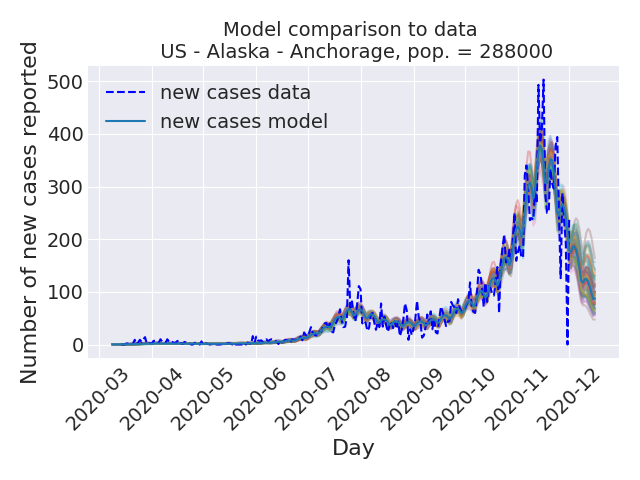 Model comparison to data
US - Alaska - Anchorage, pop. = 288000
Number of new cases reported
500
400
300
200
100
0
new cases data
new cases model
2020-03
2020-04
2020-05
2020-06
2020-07
2020-08
2020-09
2020-10
2020-11
2020-12
Day